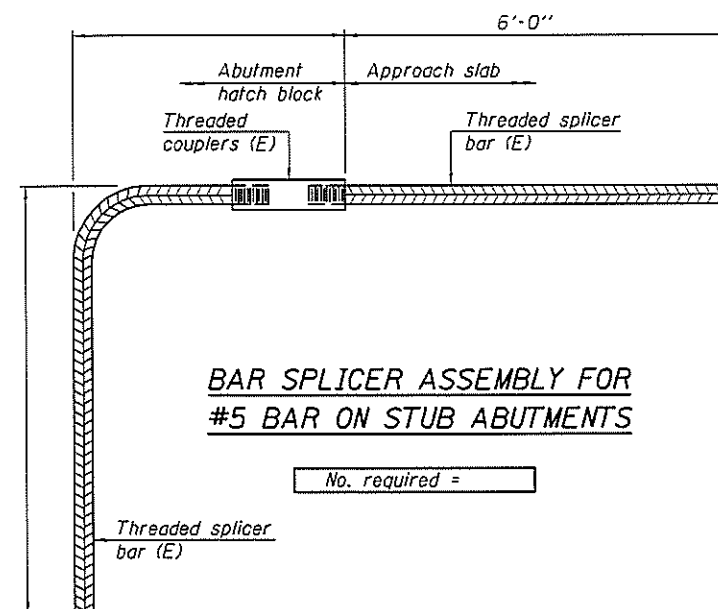 6'-0"
Abutment
hatch block
Approach slab
Threaded
couplers (E)
Threaded splicer
bar (E)
BAR SPLICER ASSEMBLY FOR
#5 BAR ON STUB ABUTMENTS
No. required =
Threaded splicer
bar (E)